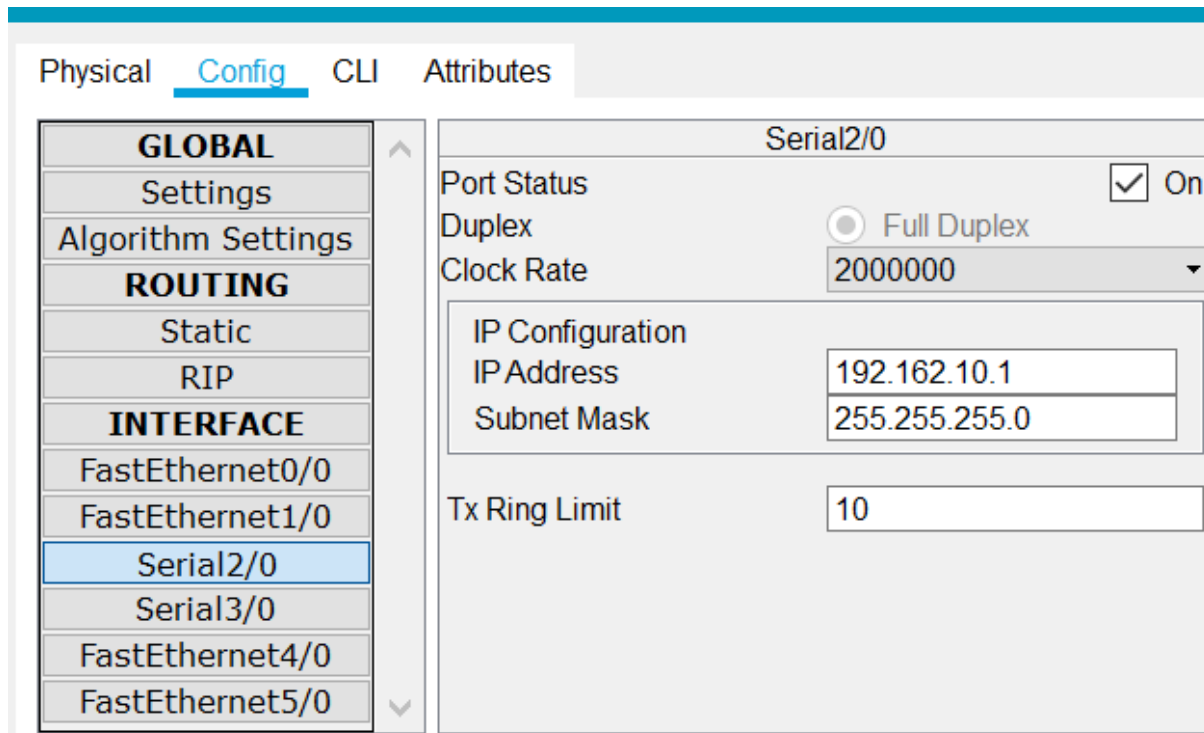 Physical Config CLI Attributes
GLOBAL
Settings
Algorithm Settings
ROUTING
Static
RIP
INTERFACE
FastEthernet0/0
FastEthernet1/0
Serial2/0
Serial3/0
FastEthernet4/0
FastEthernet5/0
Serial2/0
Port Status On
Duplex Full Duplex
Clock Rate 2000000
IP Configuration
IP Address 192.162.10.1
Subnet Mask 255.255.255.0
Tx Ring Limit 10